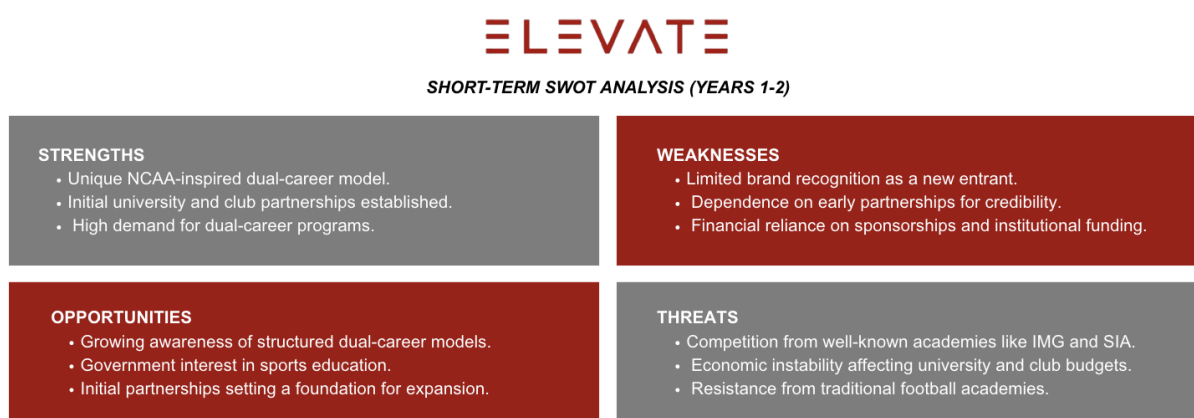 ELEVATE
SHORT-TERM SWOT ANALYSIS (YEARS 1-2)
STRENGTHS
• Unique NCAA-inspired dual-career model.
• Initial university and club partnerships established.
• High demand for dual-career programs.
WEAKNESSES
• Limited brand recognition as a new entrant.
• Dependence on early partnerships for credibility.
• Financial reliance on sponsorships and institutional funding.
OPPORTUNITIES
• Growing awareness of structured dual-career models.
• Government interest in sports education.
• Initial partnerships setting a foundation for expansion.
THREATS
• Competition from well-known academies like IMG and SIA.
• Economic instability affecting university and club budgets.
• Resistance from traditional football academies.